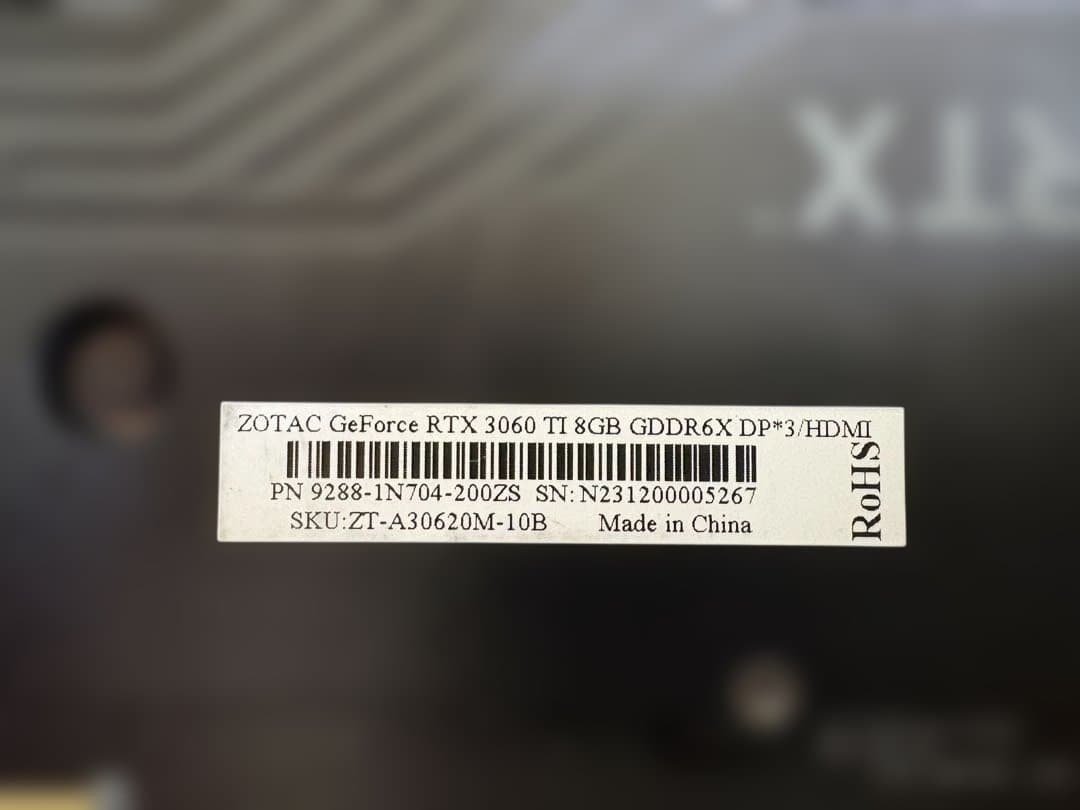 RTX
ZOTAC GeForce RTX 3060 TI 8GB GDDR6X DP*3/HDMI
PN 9288-1N704-200ZS SN:N231200005267
SKU:ZT-A30620M-10B Made in China
RoHS